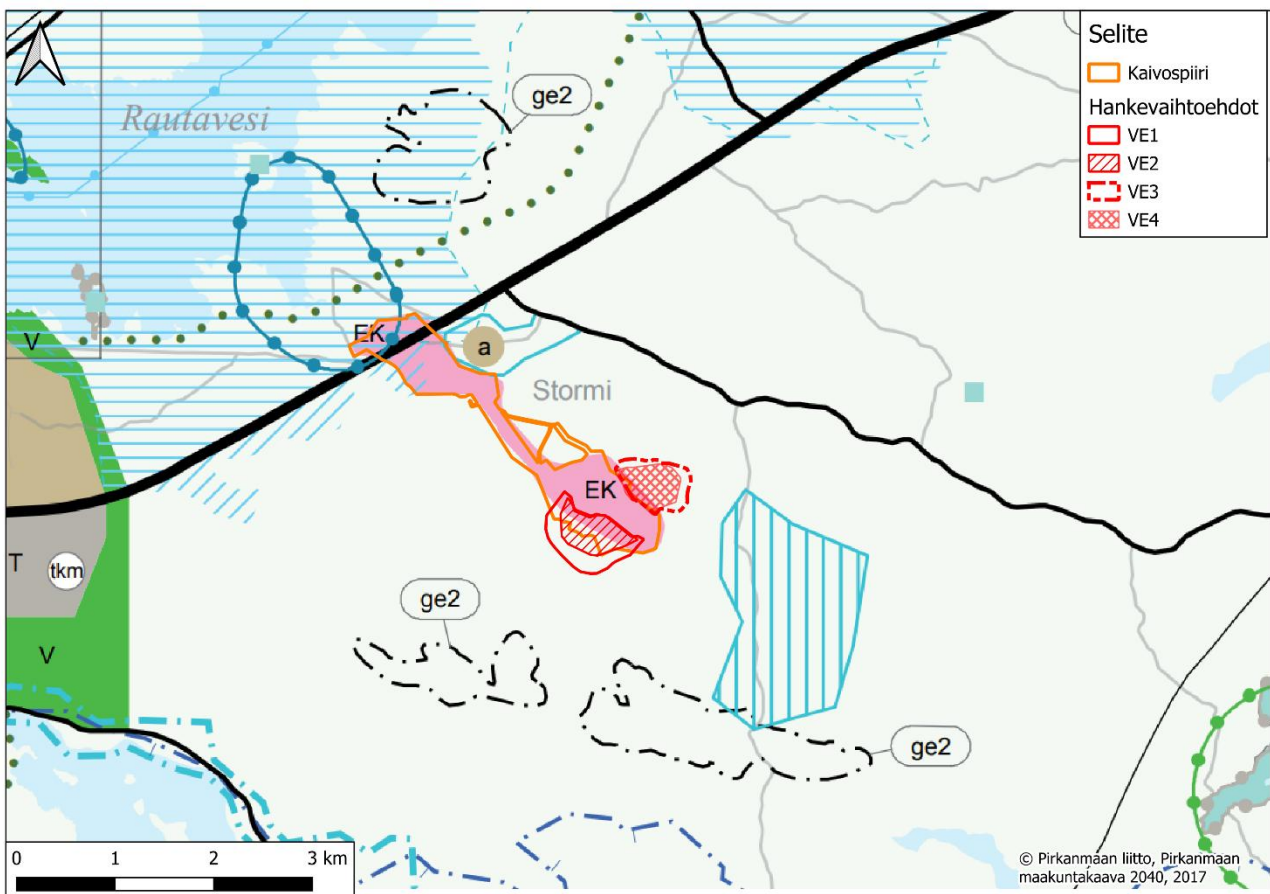 Rautavesi
ge2
Selite
Kaivospiiri
Hankevaihtoehdot
VE1
VE2
VE3
VE4
V
EK
a
Stormi
EK
T
tkm
ge2
V
ge2
0 1 2 3 km
© Pirkanmaan liitto, Pirkanmaan
maakuntakaava 2040, 2017